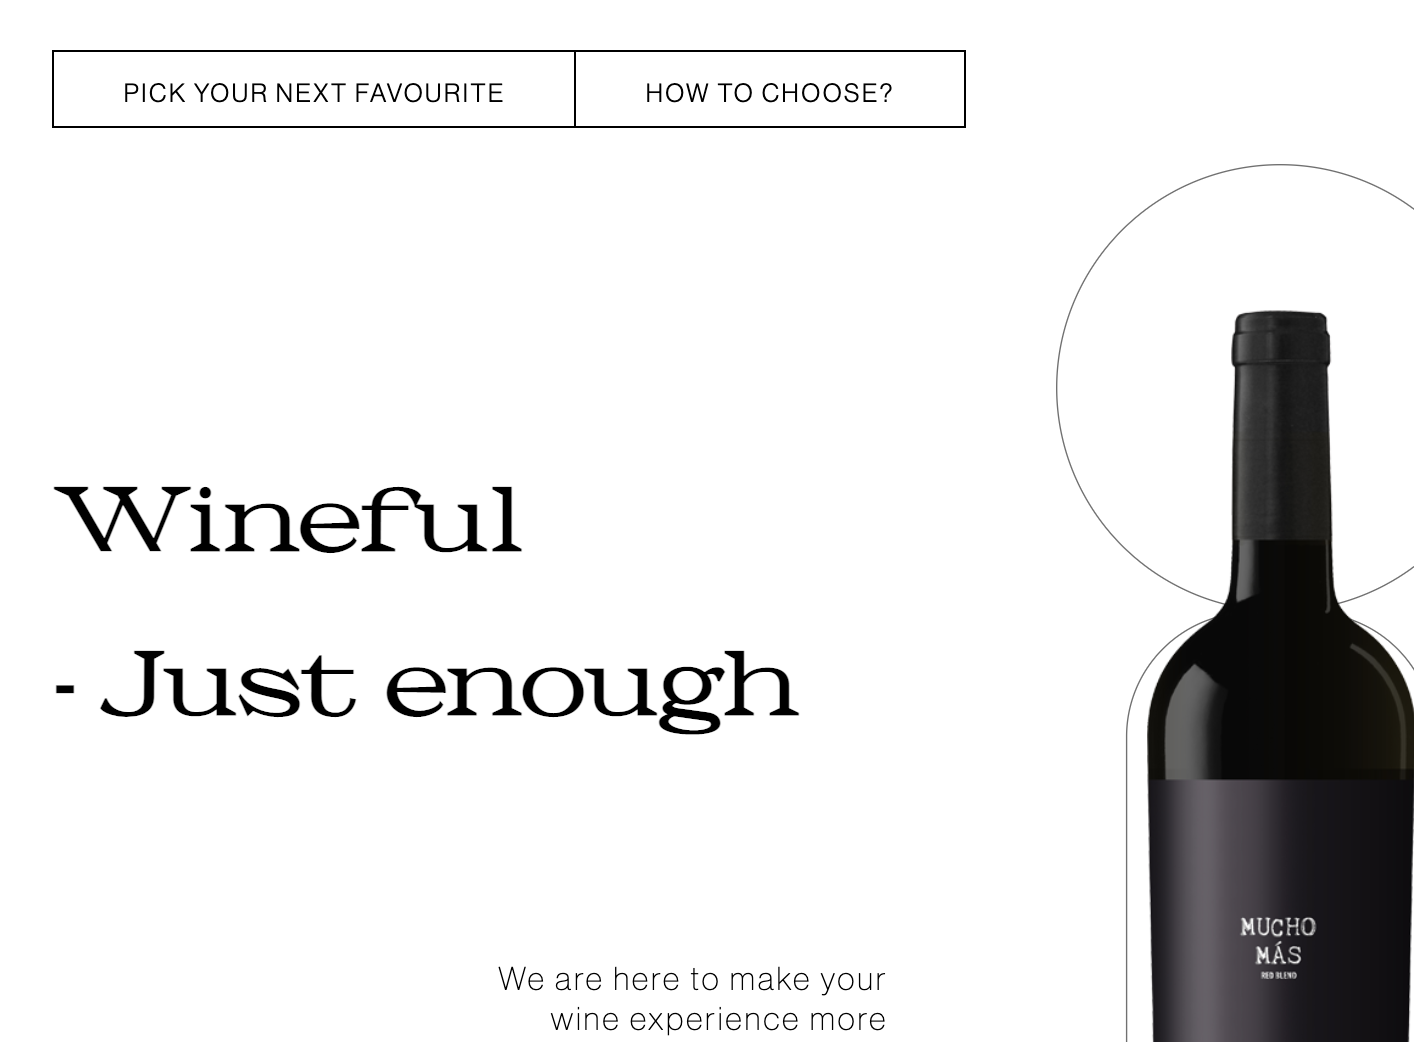 PICK YOUR NEXT FAVOURITE
HOW TO CHOOSE?
Wineful
- Just enough
We are here to make your
wine experience more
MUCHO
MÁS
RED BLEND